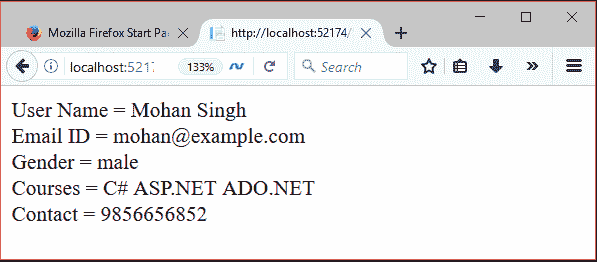 Mozilla Firefox Start Pa
http://localhost:52174/
localhost:5217
133%
Search
User Name = Mohan Singh
Email ID = mohan@example.com
Gender = male
Courses = C# ASP.NET ADO.NET
Contact = 9856656852